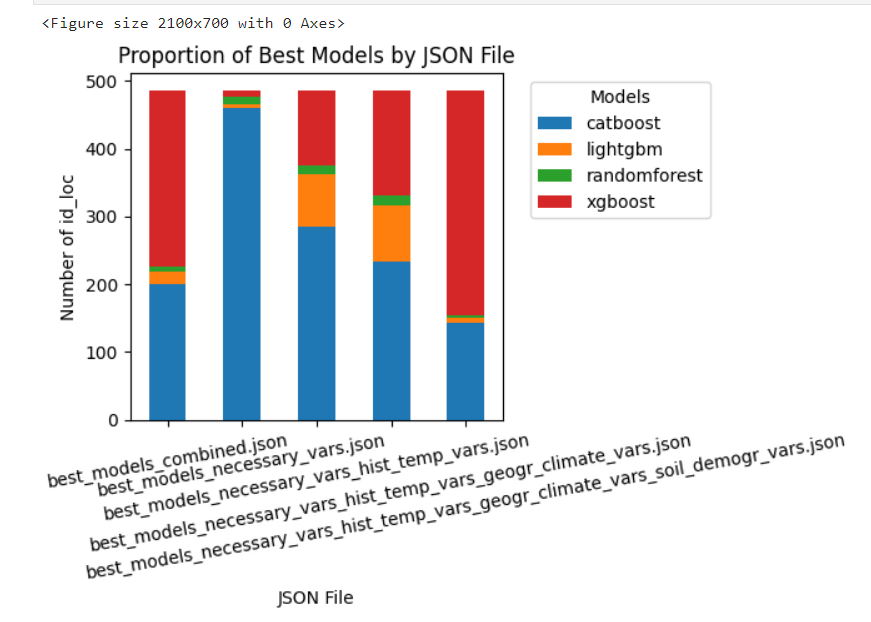 <Figure size 2100x700 with 0 Axes>
Proportion of Best Models by JSON File
500
400
300
200
100
0
Number of id_loc
Models
catboost
lightgbm
randomforest
xgboost
best_models_combined.json
best_models_necessary_vars.json
best_models_necessary_vars_hist_temp_vars.json
best_models_necessary_vars_hist_temp_vars_geogr_climate_vars.json
best_models_necessary_vars_hist_temp_vars_geogr_climate_vars_soil_demogr_vars.json
JSON File